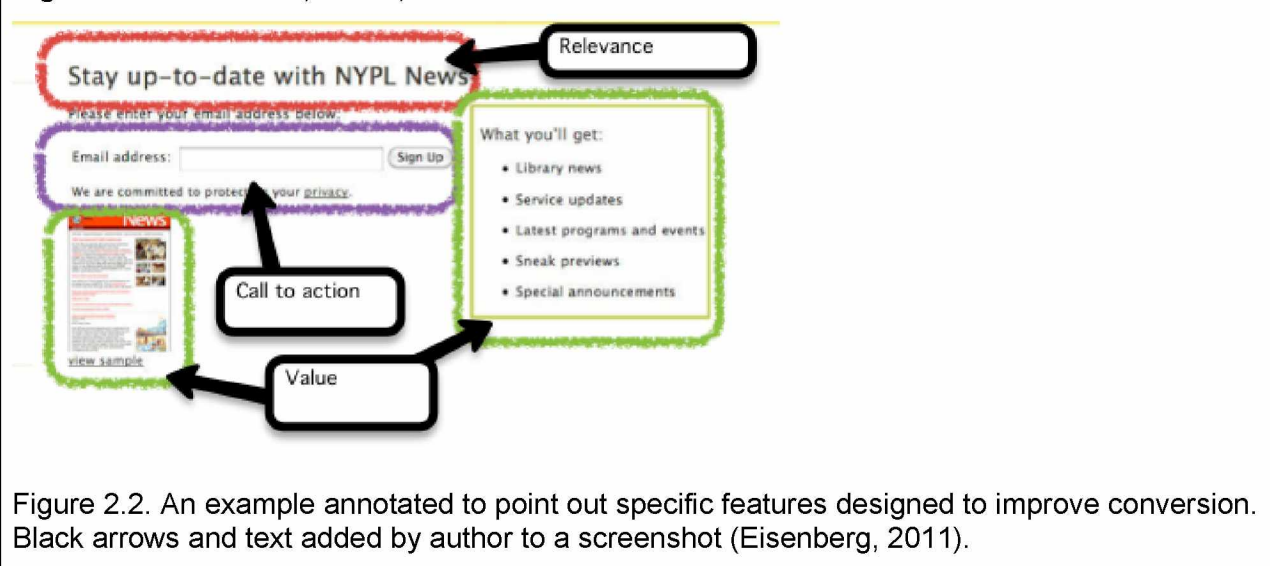 Relevance
Stay up-to-date with NYPL News
Please enter your email address below:
What you'll get:
Email address:
Sign Up
• Library news
We are committed to protecting your privacy.
• Service updates
News
• Latest programs and events
• Sneak previews
Call to action
• Special announcements
view sample
Value
Figure 2.2. An example annotated to point out specific features designed to improve conversion.
Black arrows and text added by author to a screenshot (Eisenberg, 2011).